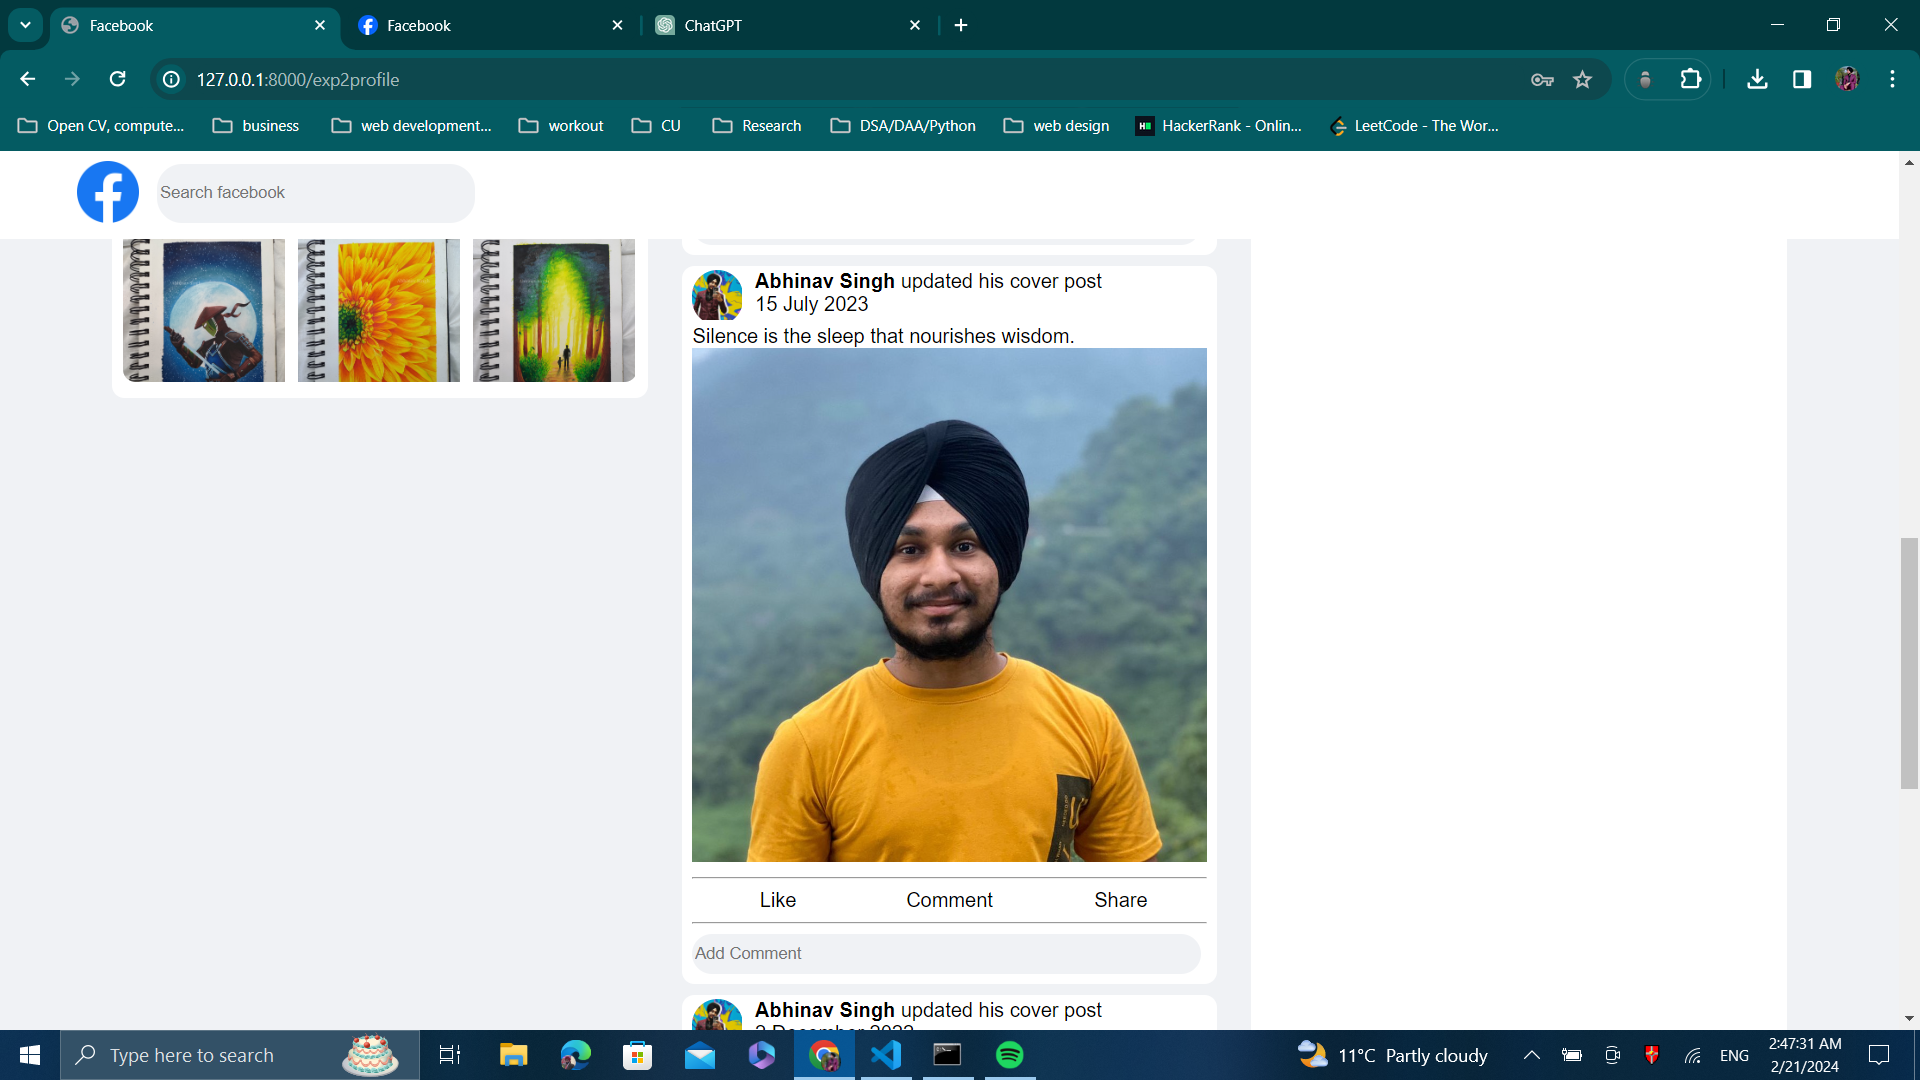 Facebook
Facebook
ChatGPT
127.0.0.1:8000/exp2profile
Open CV, compute...
business
web development...
workout
CU
Research
DSA/DAA/Python
web design
HackerRank - Onlin...
LeetCode - The Wor...
Search facebook
Abhinav Singh updated his cover post
15 July 2023
Silence is the sleep that nourishes wisdom.
Like Comment Share
Add Comment
Abhinav Singh updated his cover post
Type here to search
11°C Partly cloudy
ENG
2:47:31 AM
2/21/2024